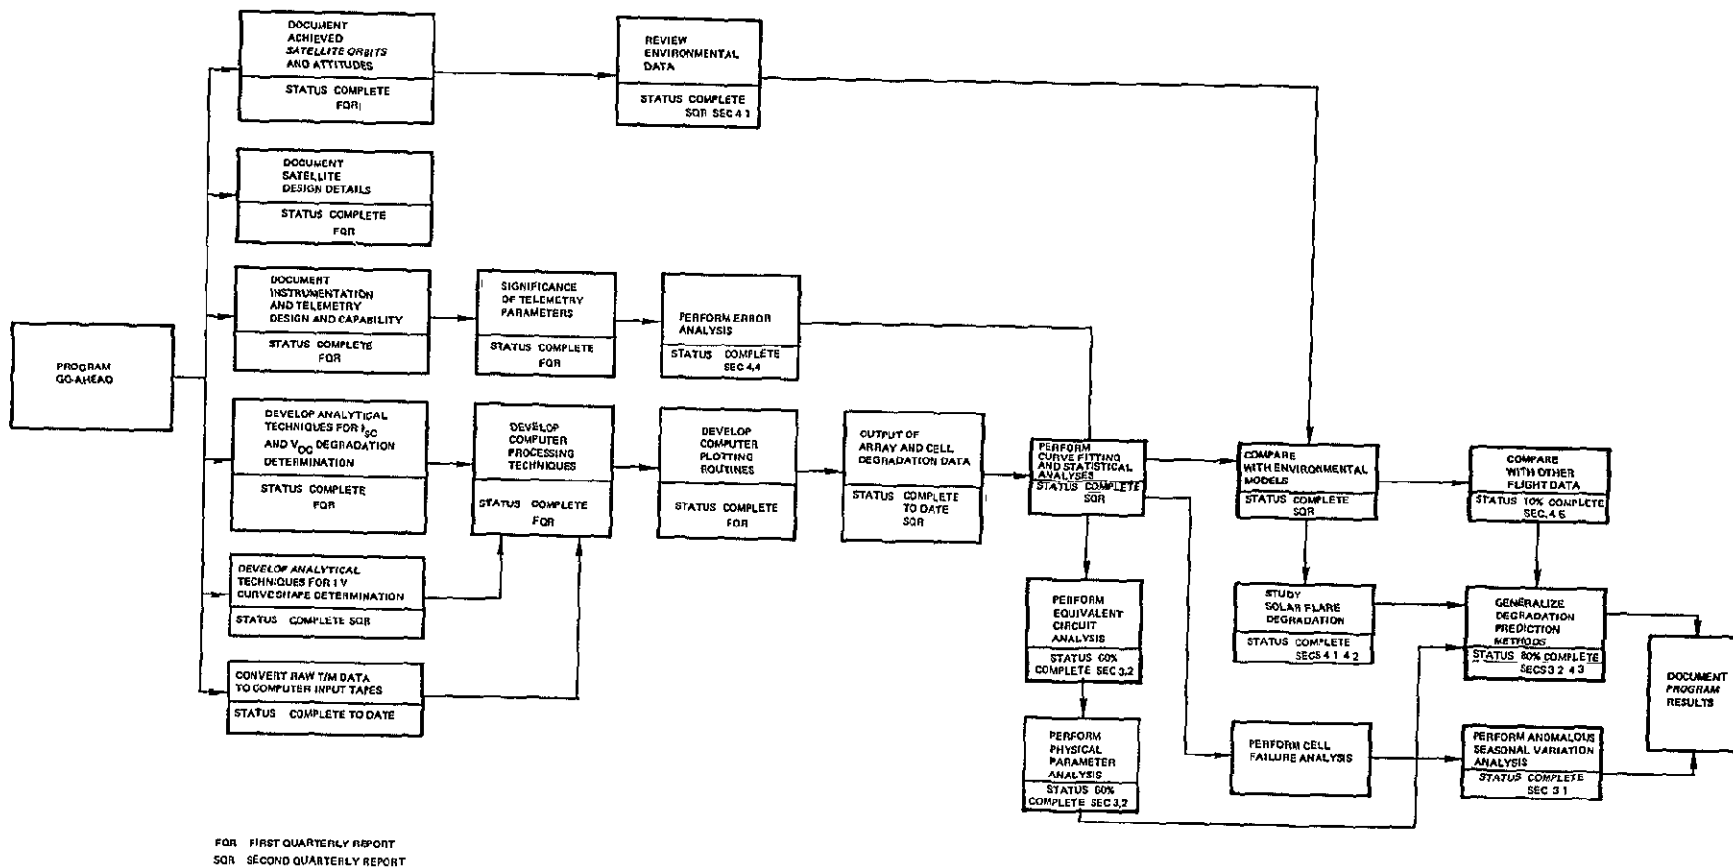 PROGRAM
GO-AHEAD
DOCUMENT
ACHIEVED
SATELLITE ORBITS
AND ATTITUDES
STATUS COMPLETE
FQR
REVIEW
ENVIRONMENTAL
DATA
STATUS COMPLETE
SQR SEC 4 1
DOCUMENT
SATELLITE
DESIGN DETAILS
STATUS COMPLETE
FQR
DOCUMENT
INSTRUMENTATION
AND TELEMETRY
DESIGN AND CAPABILITY
STATUS COMPLETE
FQR
SIGNIFICANCE
OF TELEMETRY
PARAMETERS
STATUS COMPLETE
FQR
PERFORM ERROR
ANALYSIS
STATUS COMPLETE
SEC 4.4
DEVELOP ANALYTICAL
TECHNIQUES FOR I_SC
AND V_OC DEGRADATION
DETERMINATION
STATUS COMPLETE
FQR
DEVELOP
COMPUTER
PROCESSING
TECHNIQUES
STATUS COMPLETE
FQR
DEVELOP
COMPUTER
PLOTTING
ROUTINES
STATUS COMPLETE
FQR
OUTPUT OF
ARRAY AND CELL
DEGRADATION DATA
STATUS COMPLETE
TO DATE
SQR
PERFORM
CURVE FITTING
AND STATISTICAL
ANALYSES
STATUS COMPLETE
SQR
COMPARE
WITH ENVIRONMENTAL
MODELS
STATUS COMPLETE
SQR
COMPARE
WITH OTHER
FLIGHT DATA
STATUS 10% COMPLETE
SEC. 4 5
DEVELOP ANALYTICAL
TECHNIQUES FOR I V
CURVE SHAPE DETERMINATION
STATUS COMPLETE SQR
CONVERT RAW T/M DATA
TO COMPUTER INPUT TAPES
STATUS COMPLETE TO DATE
PERFORM
EQUIVALENT
CIRCUIT ANALYSIS
STATUS 60%
COMPLETE SEC 3.2
STUDY
SOLAR FLARE
DEGRADATION
STATUS COMPLETE
SECS 4 1 4 2
GENERALIZE
DEGRADATION
PREDICTION
METHODS
STATUS 80% COMPLETE
SECS 3 2 4 3
PERFORM
PHYSICAL
PARAMETER
ANALYSIS
STATUS 60%
COMPLETE SEC 3.2
PERFORM CELL
FAILURE ANALYSIS
PERFORM ANOMALOUS
SEASONAL VARIATION
ANALYSIS
STATUS COMPLETE
SEC 3 1
DOCUMENT
PROGRAM
RESULTS
FQR FIRST QUARTERLY REPORT
SQR SECOND QUARTERLY REPORT